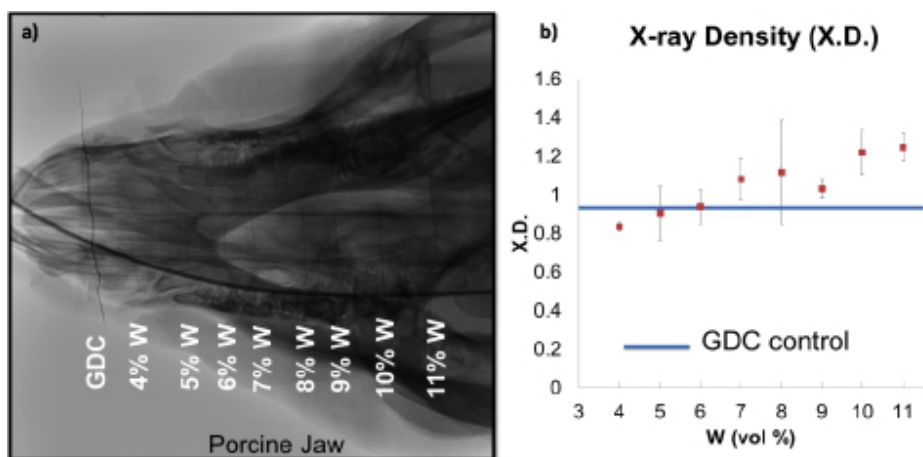 a)
GDC
4% W
5% W
6% W
7% W
8% W
9% W
10% W
11% W
Porcine Jaw
b)
X-ray Density (X.D.)
1.6
1.4
1.2
1
0.8
0.6
0.4
0.2
0
X.D.
GDC control
3 4 5 6 7 8 9 10 11
W (vol %)